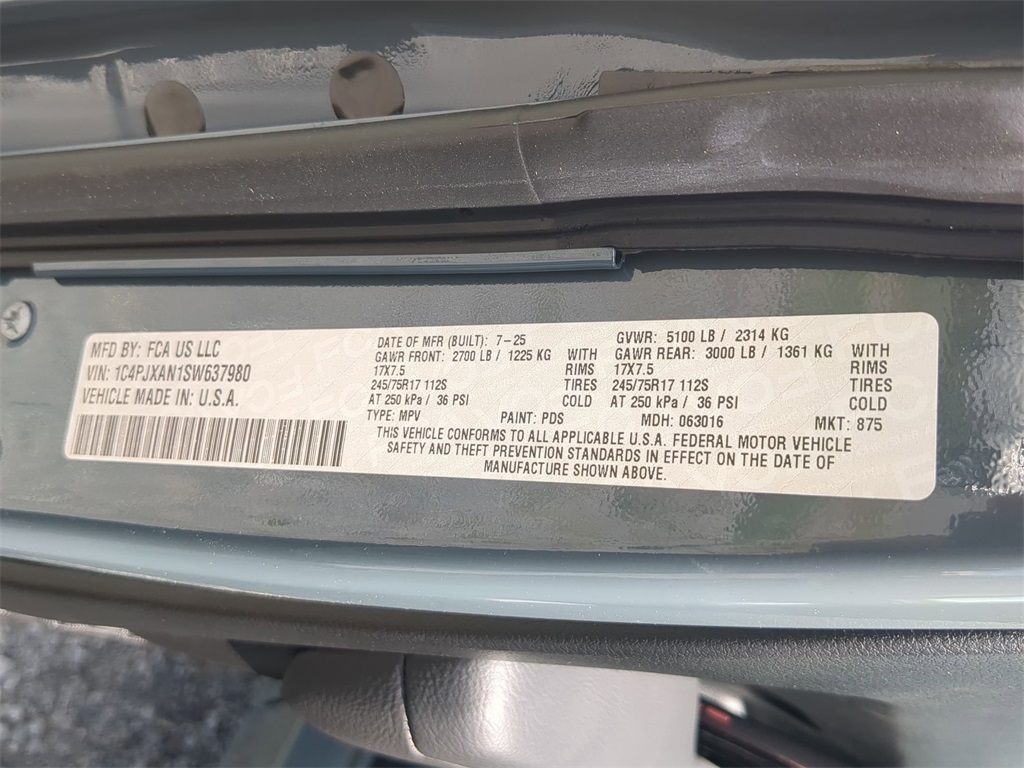 MFD BY: FCA US LLC
VIN: 1C4PJXAN1SW637980
VEHICLE MADE IN: U.S.A.
DATE OF MFR (BUILT): 7-25 GVWR: 5100 LB / 2314 KG
GAWR FRONT: 2700 LB / 1225 KG WITH GAWR REAR: 3000 LB / 1361 KG WITH
17X7.5 RIMS 17X7.5 RIMS
245/75R17 112S TIRES 245/75R17 112S TIRES
AT 250 kPa / 36 PSI COLD AT 250 kPa / 36 PSI COLD
TYPE: MPV PAINT: PDS MDH: 063016 MKT: 875
THIS VEHICLE CONFORMS TO ALL APPLICABLE U.S.A. FEDERAL MOTOR VEHICLE
SAFETY AND THEFT PREVENTION STANDARDS IN EFFECT ON THE DATE OF
MANUFACTURE SHOWN ABOVE.